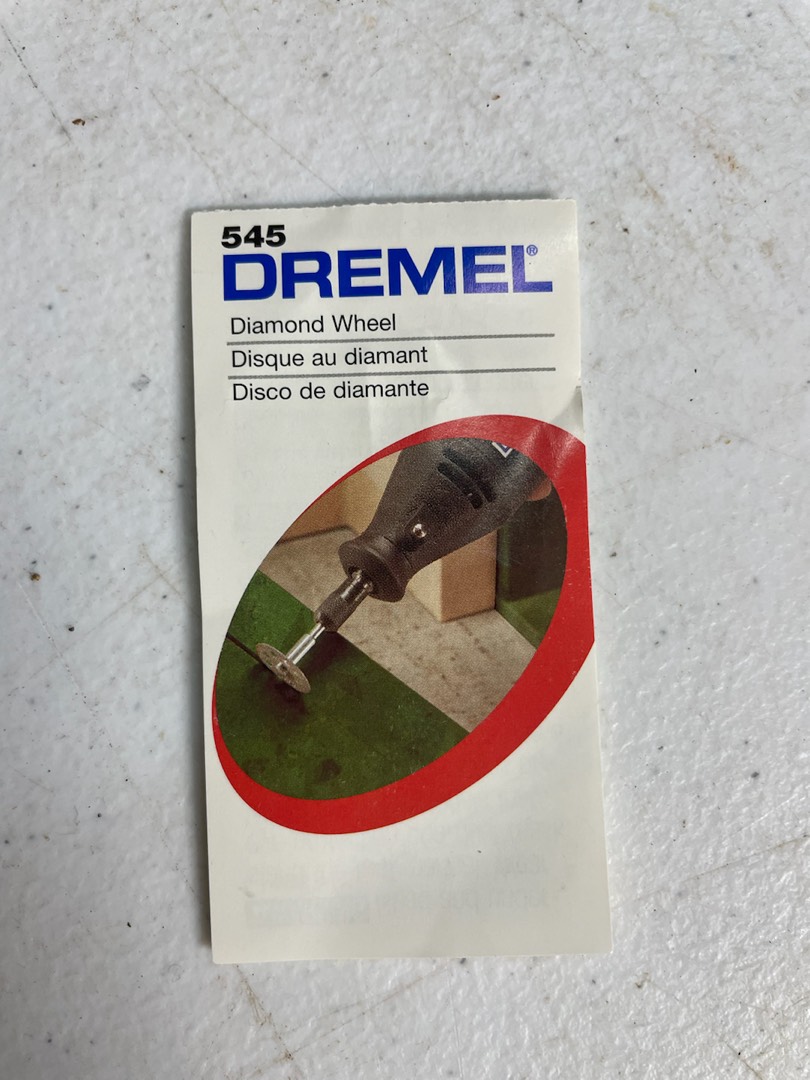 545
DREMEL®
Diamond Wheel
Disque au diamant
Disco de diamante